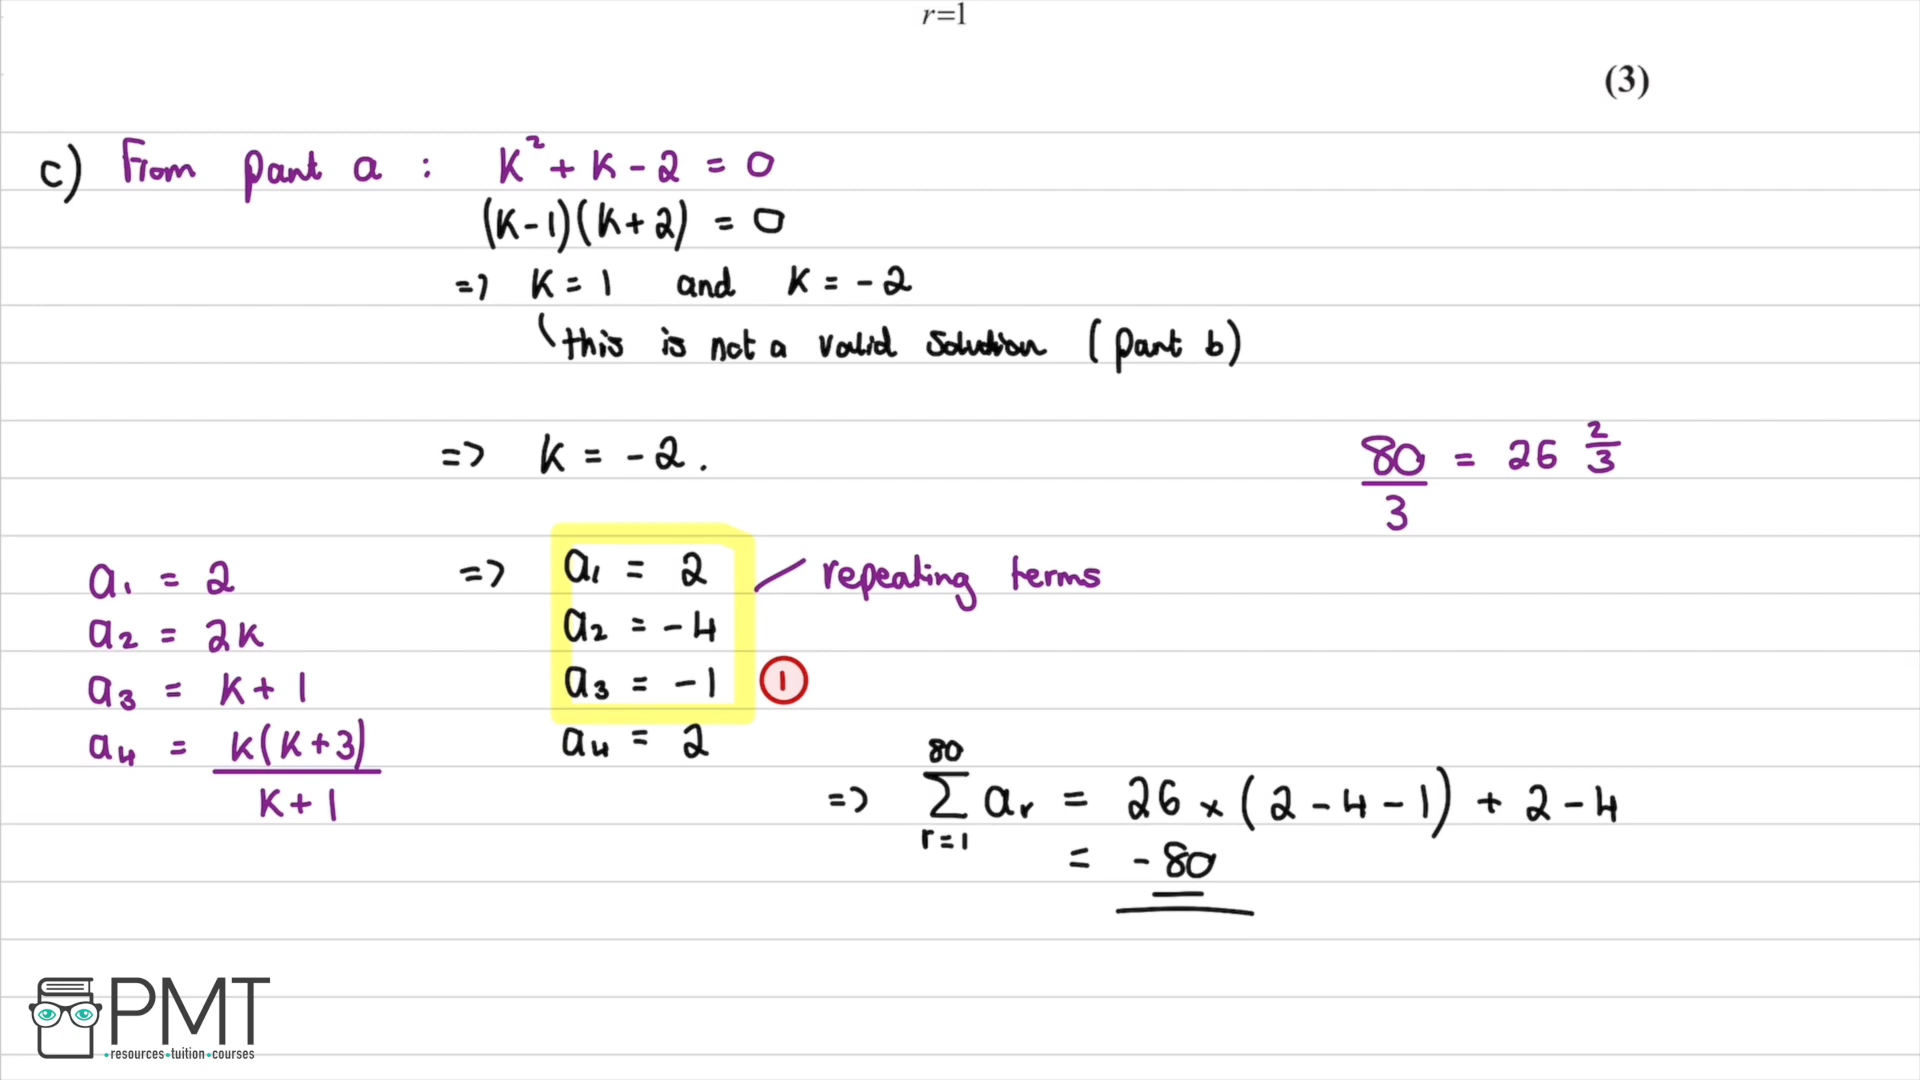 r=1
(3)
c) From part a : K² + K - 2 = 0
(K-1)(K+2) = 0
=> K = 1 and K = -2
this is not a valid solution (part b)
=> K = -2.
80/3 = 26 2/3
a₁ = 2
a₂ = 2K
a₃ = K+1
a₄ = K(K+3)/K+1
=> a₁ = 2
a₂ = -4
a₃ = -1
a₄ = 2
repeating terms
1
=> 80 ∑ r=1 aᵣ = 26 × (2-4-1) + 2-4
= -80
PMT
•resources•tuition•courses